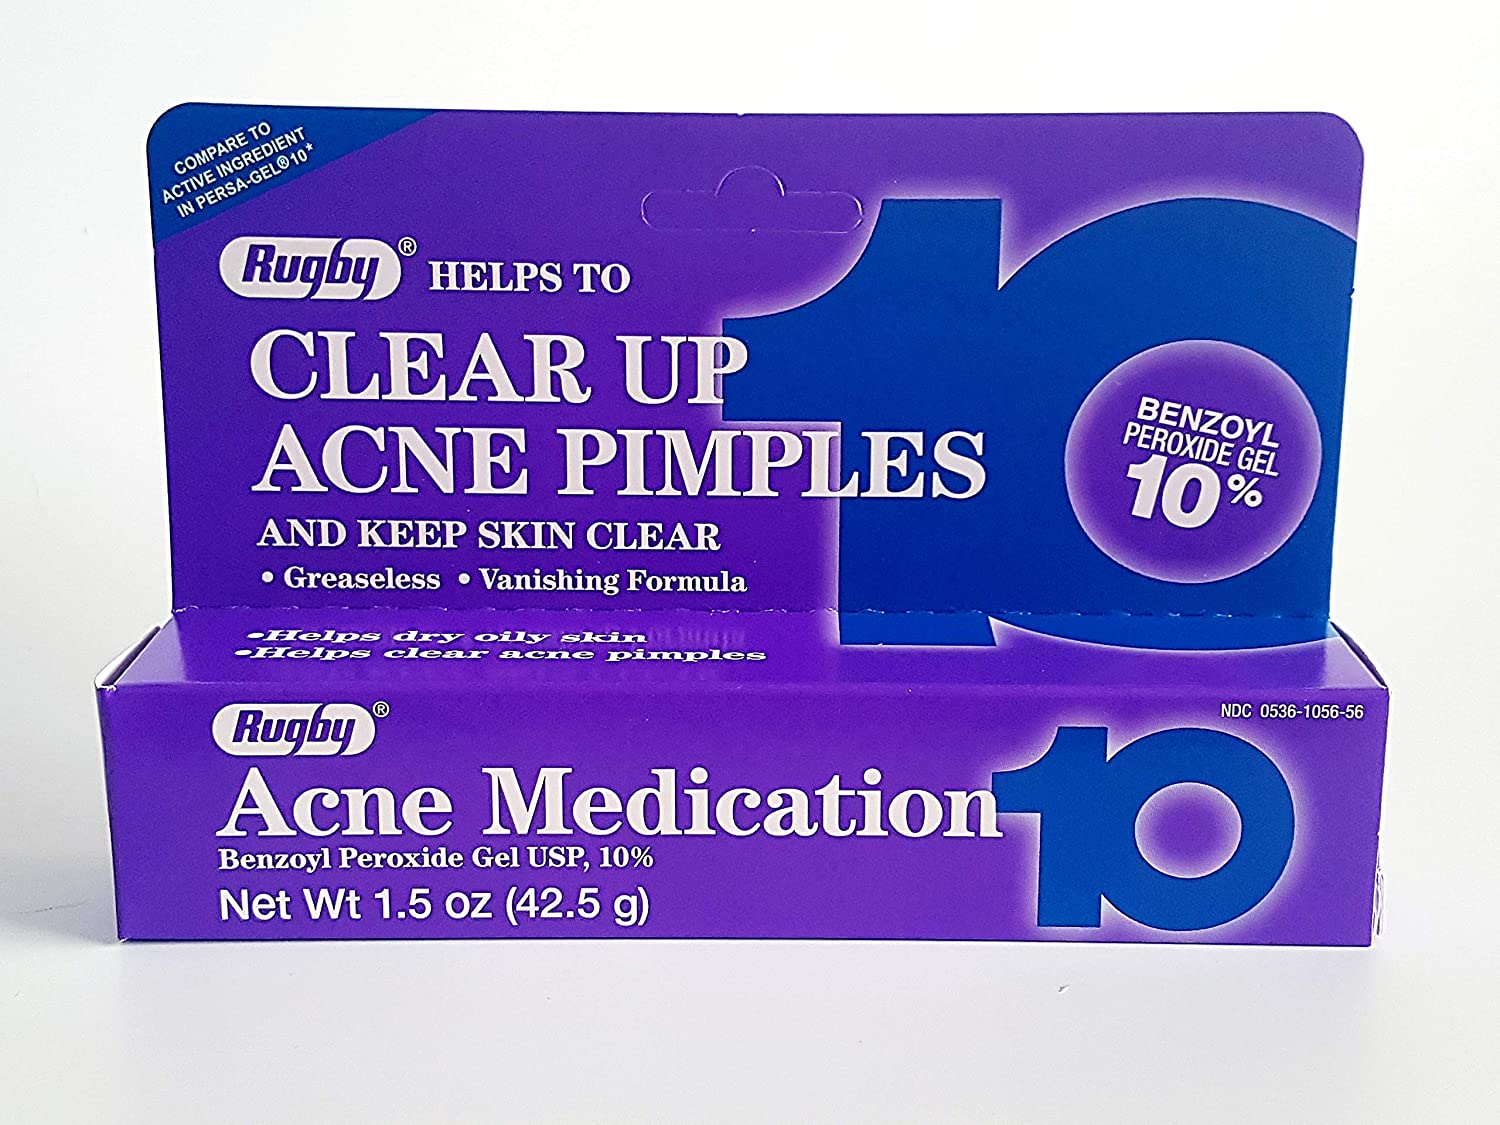 COMPARE TO
ACTIVE INGREDIENT
IN PERSA-GEL®10*
Rugby® HELPS TO
CLEAR UP
ACNE PIMPLES
AND KEEP SKIN CLEAR
• Greaseless • Vanishing Formula
10
BENZOYL
PEROXIDE GEL
10%
•Helps dry oily skin
•Helps clear acne pimples
Rugby®
NDC 0536-1056-56
Acne Medication 10
Benzoyl Peroxide Gel USP, 10%
Net Wt 1.5 oz (42.5 g)